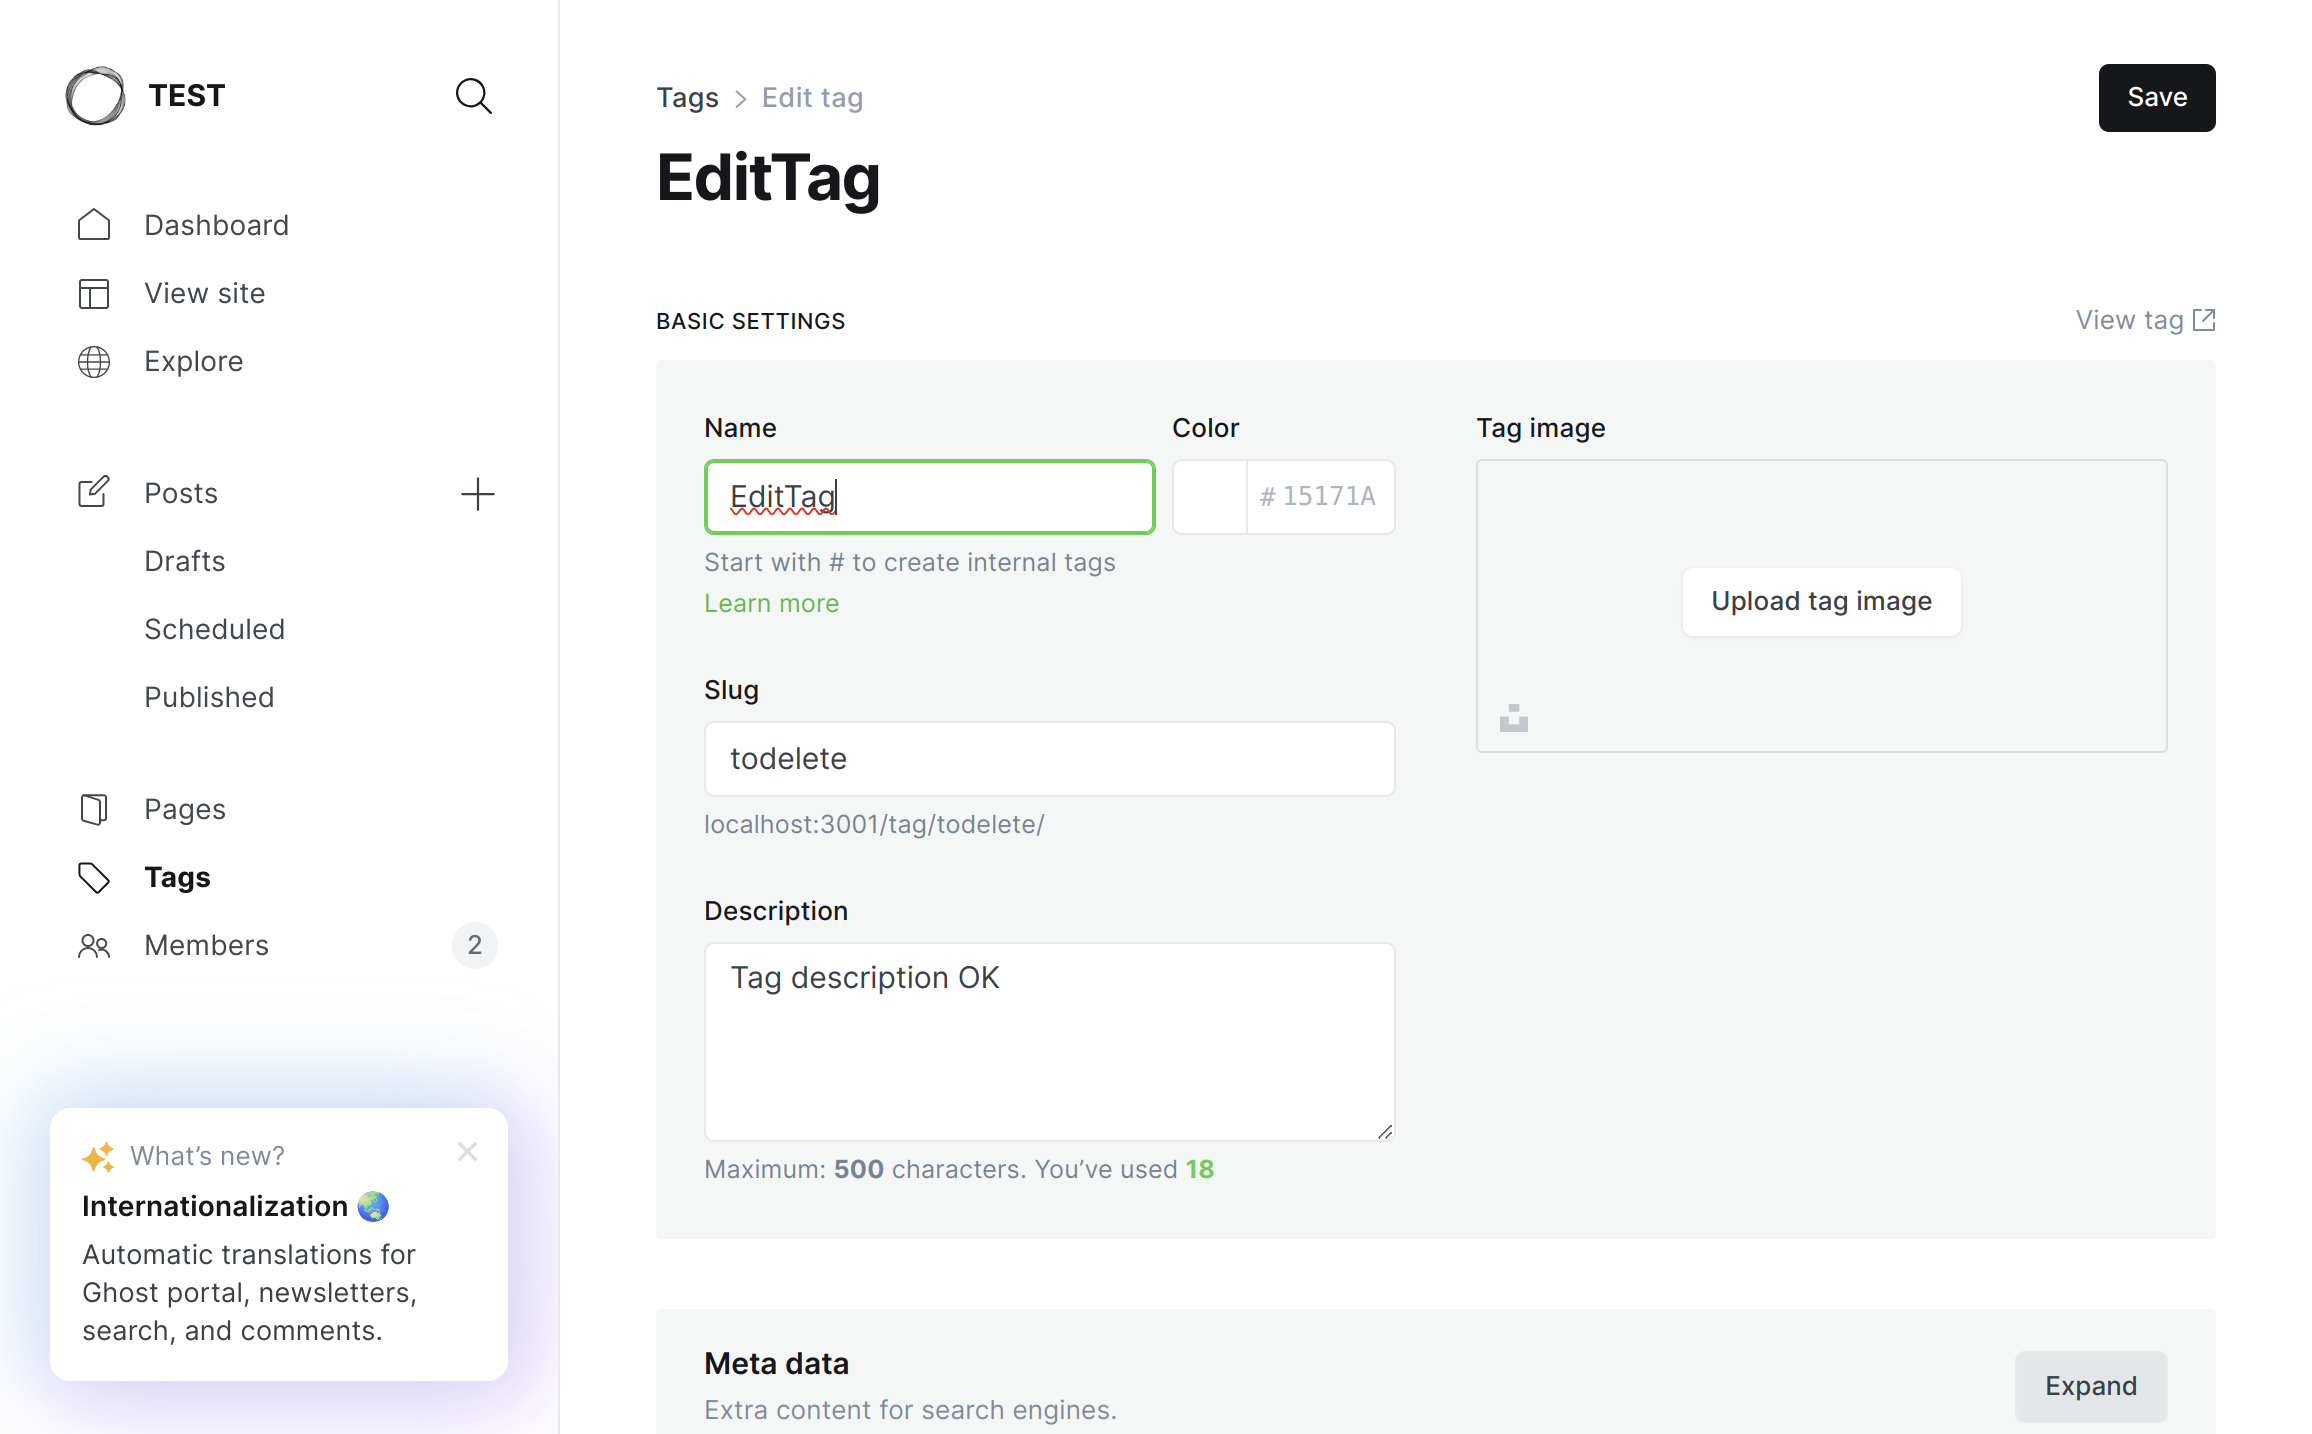 TEST
Dashboard
View site
Explore
Posts
Drafts
Scheduled
Published
Pages
Tags
Members 2
What's new?
Internationalization 🌏
Automatic translations for
Ghost portal, newsletters,
search, and comments.
Tags > Edit tag
Save
EditTag
BASIC SETTINGS
View tag
Name
EditTag
Start with # to create internal tags
Learn more
Color
# 15171A
Tag image
Upload tag image
Slug
todelete
localhost:3001/tag/todelete/
Description
Tag description OK
Maximum: 500 characters. You’ve used 18
Meta data
Extra content for search engines.
Expand